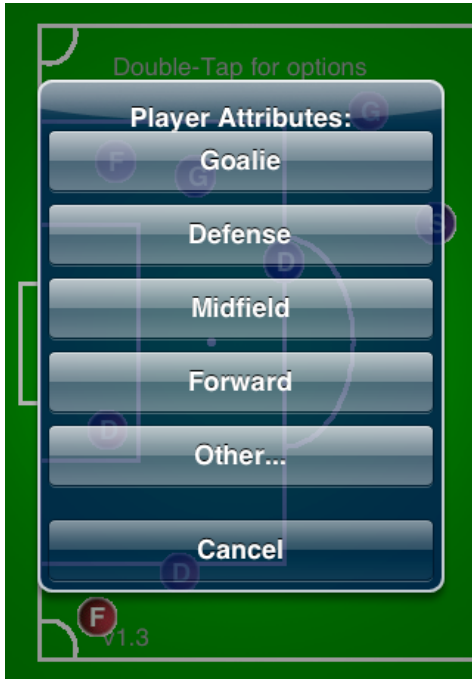 Double-Tap for options
Player Attributes:
G
Goalie
F
G
Defense
S
D
Midfield
Forward
D
Other...
Cancel
D
F
v1.3